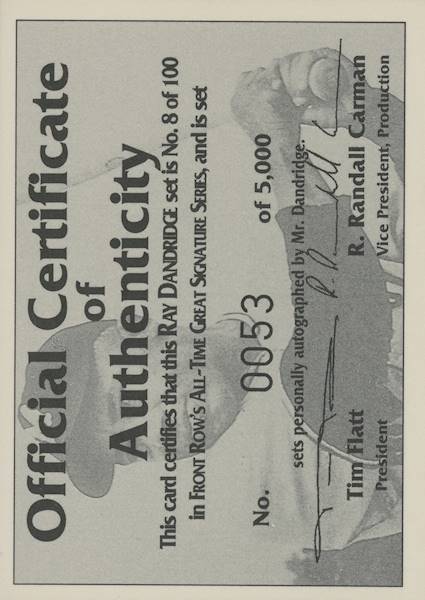 Official Certificate
of
Authenticity
This card certifies that this RAY DANDRIDGE set is No. 8 of 100
in FRONT ROW'S ALL-TIME GREAT SIGNATURE SERIES, and is set
No. 0053 of 5,000
sets personally autographed by Mr. Dandridge.
Tim Flatt R. Randall Carman
President Vice President, Production